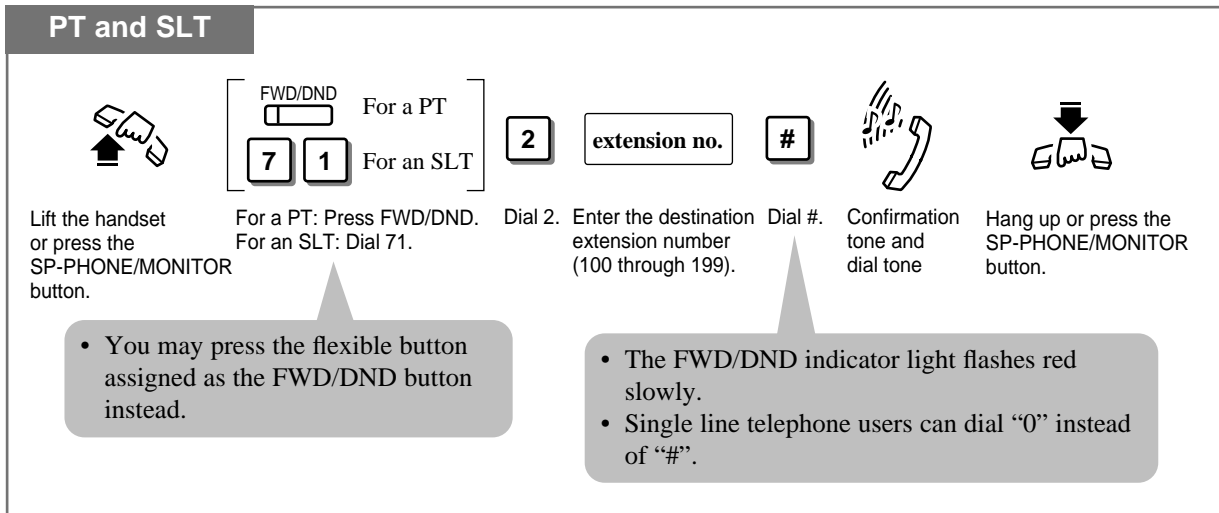 PT and SLT
FWD/DND
For a PT
7 1 For an SLT
2
extension no.
#
Lift the handset
or press the
SP-PHONE/MONITOR
button.
For a PT: Press FWD/DND.
For an SLT: Dial 71.
Dial 2.
Enter the destination
extension number
(100 through 199).
Dial #.
Confirmation
tone and
dial tone
Hang up or press the
SP-PHONE/MONITOR
button.
• You may press the flexible button
assigned as the FWD/DND button
instead.
• The FWD/DND indicator light flashes red
slowly.
• Single line telephone users can dial “0” instead
of “#”.